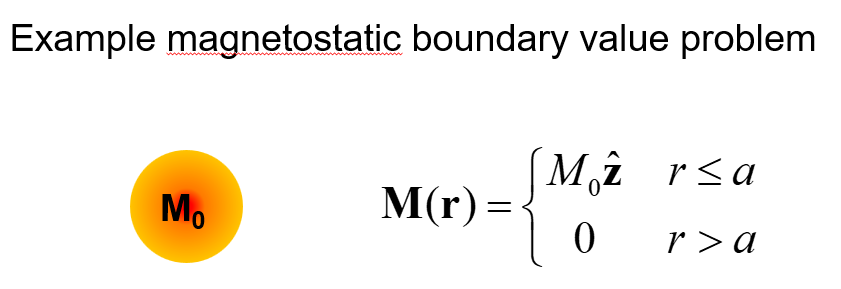 Example magnetostatic boundary value problem
M₀
M(r) = { M₀ẑ r ≤ a
0 r > a